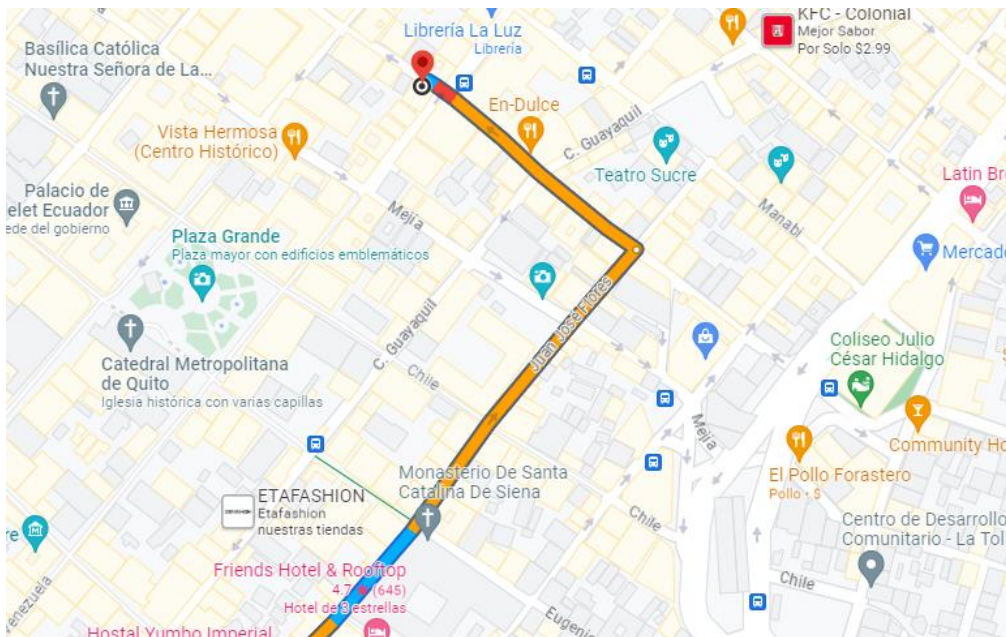 KFC - Colonial
Mejor Sabor
Por Solo $2.99
Librería La Luz
Librería
Basílica Católica
Nuestra Señora de La...
En-Dulce
C. Guayaquil
Vista Hermosa
(Centro Histórico)
Teatro Sucre
Latin Br
Palacio de
elet Ecuador
ede del gobierno
Mejía
Manabí
Plaza Grande
Plaza mayor con edificios emblemáticos
Mercado
Juan José Flores
C. Guayaquil
Coliseo Julio
César Hidalgo
Catedral Metropolitana
de Quito
Iglesia histórica con varias capillas
Chile
Mejía
Community Ho
El Pollo Forastero
Pollo · $
Monasterio De Santa
Catalina De Siena
ETAFASHION
Etafashion
nuestras tiendas
Chile
Centro de Desarrollo
Comunitario - La Tol
re
Friends Hotel & Rooftop
4,7 ★ (645)
Hotel de 3 estrellas
Chile
enezuela
Eugenio
Hostal Yumbo Imperial